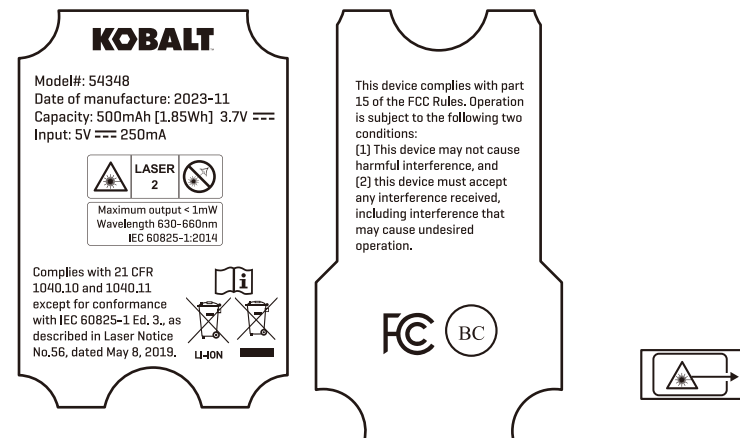 KOBALT
Model#: 54348
Date of manufacture: 2023-11
Capacity: 500mAh [1.85Wh] 3.7V
Input: 5V 250mA
LASER
2
Maximum output < 1mW
Wavelength 630-660nm
IEC 60825-1:2014
Complies with 21 CFR
1040.10 and 1040.11
except for conformance
with IEC 60825-1 Ed. 3., as
described in Laser Notice
No.56, dated May 8, 2019.
i
LI-ION
This device complies with part
15 of the FCC Rules. Operation
is subject to the following two
conditions:
(1) This device may not cause
harmful interference, and
(2) this device must accept
any interference received,
including interference that
may cause undesired
operation.
FC
BC